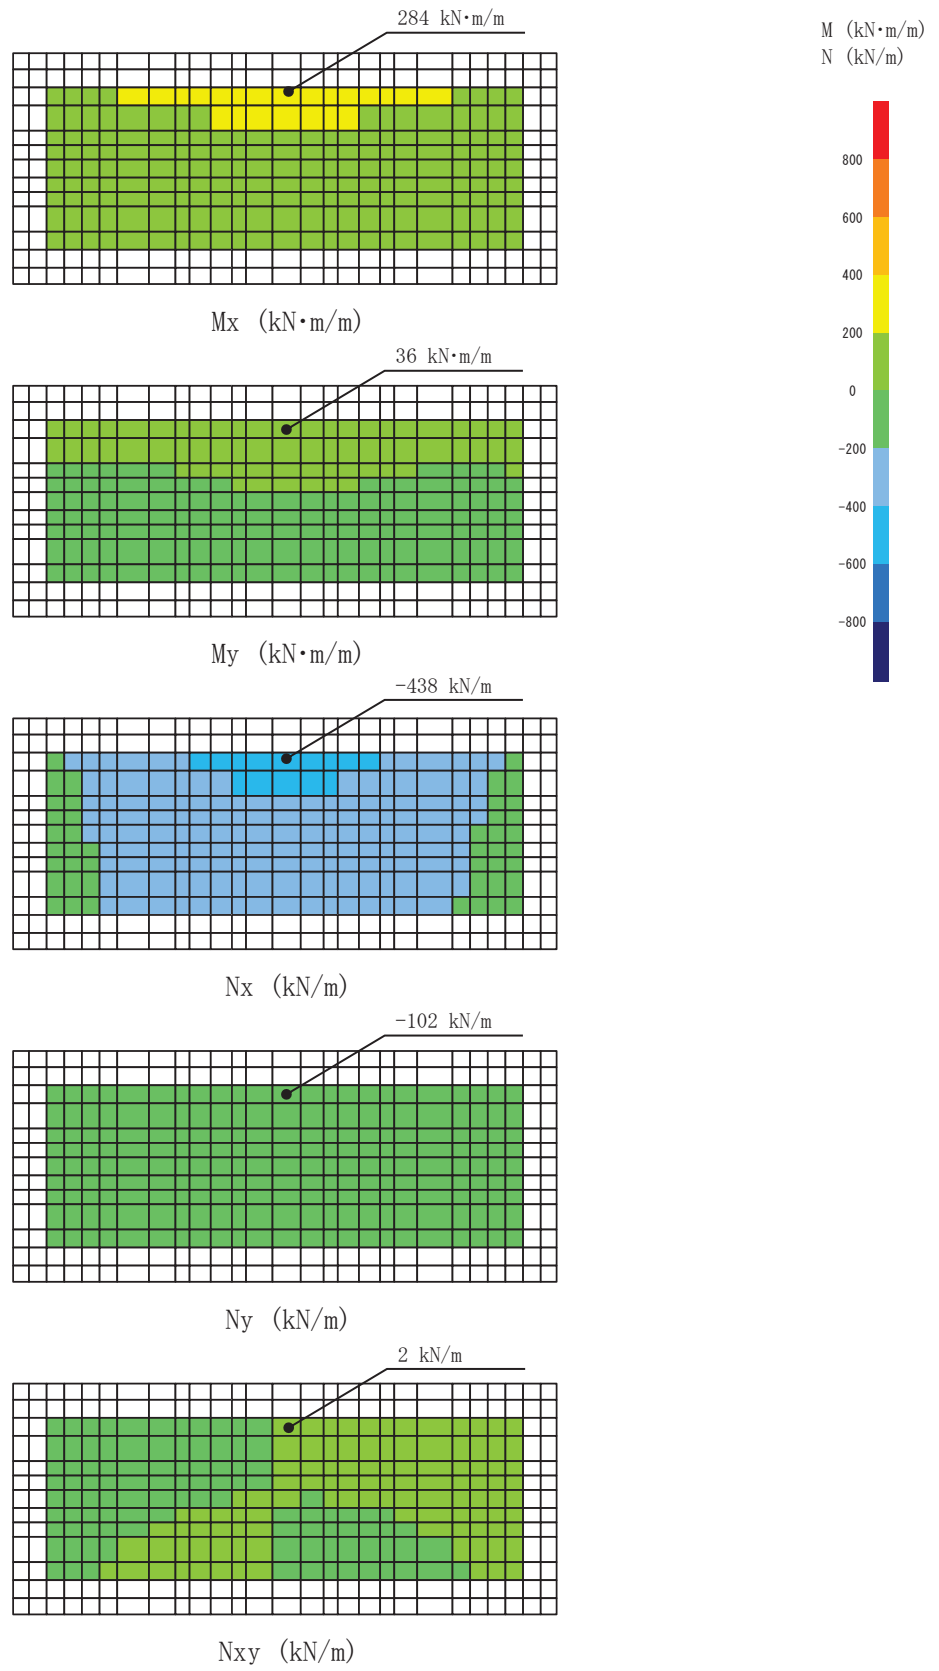 284 kN·m/m
M (kN·m/m)
N (kN/m)
800
600
400
200
0
-200
-400
-600
-800
Mx (kN·m/m)
36 kN·m/m
My (kN·m/m)
-438 kN/m
Nx (kN/m)
-102 kN/m
Ny (kN/m)
2 kN/m
Nxy (kN/m)